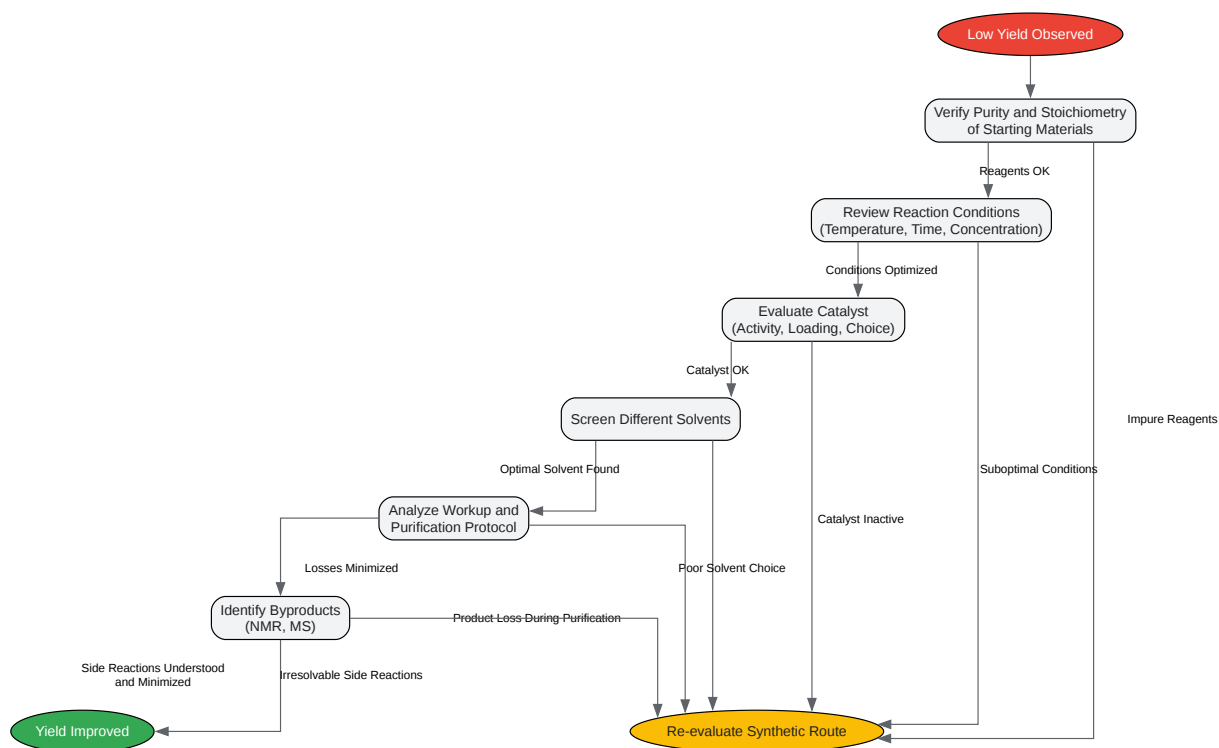 Low Yield Observed
Verify Purity and Stoichiometry
of Starting Materials
Reagents OK
Review Reaction Conditions
(Temperature, Time, Concentration)
Conditions Optimized
Evaluate Catalyst
(Activity, Loading, Choice)
Catalyst OK
Screen Different Solvents
Impure Reagents
Optimal Solvent Found
Suboptimal Conditions
Analyze Workup and
Purification Protocol
Catalyst Inactive
Losses Minimized
Poor Solvent Choice
Identify Byproducts
(NMR, MS)
Product Loss During Purification
Side Reactions Understood
and Minimized
Irresolvable Side Reactions
Yield Improved
Re-evaluate Synthetic Route